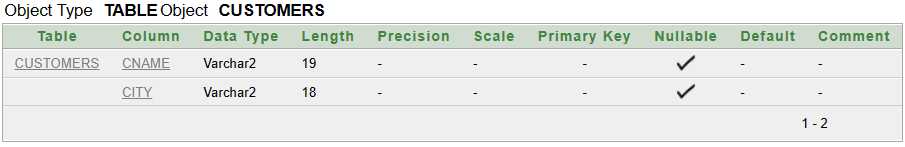 Object Type TABLE Object CUSTOMERS
Table Column Data Type Length Precision Scale Primary Key Nullable Default Comment
CUSTOMERS CNAME Varchar2 19 - - - ✓ - -
CITY Varchar2 18 - - - ✓ - -
1 - 2